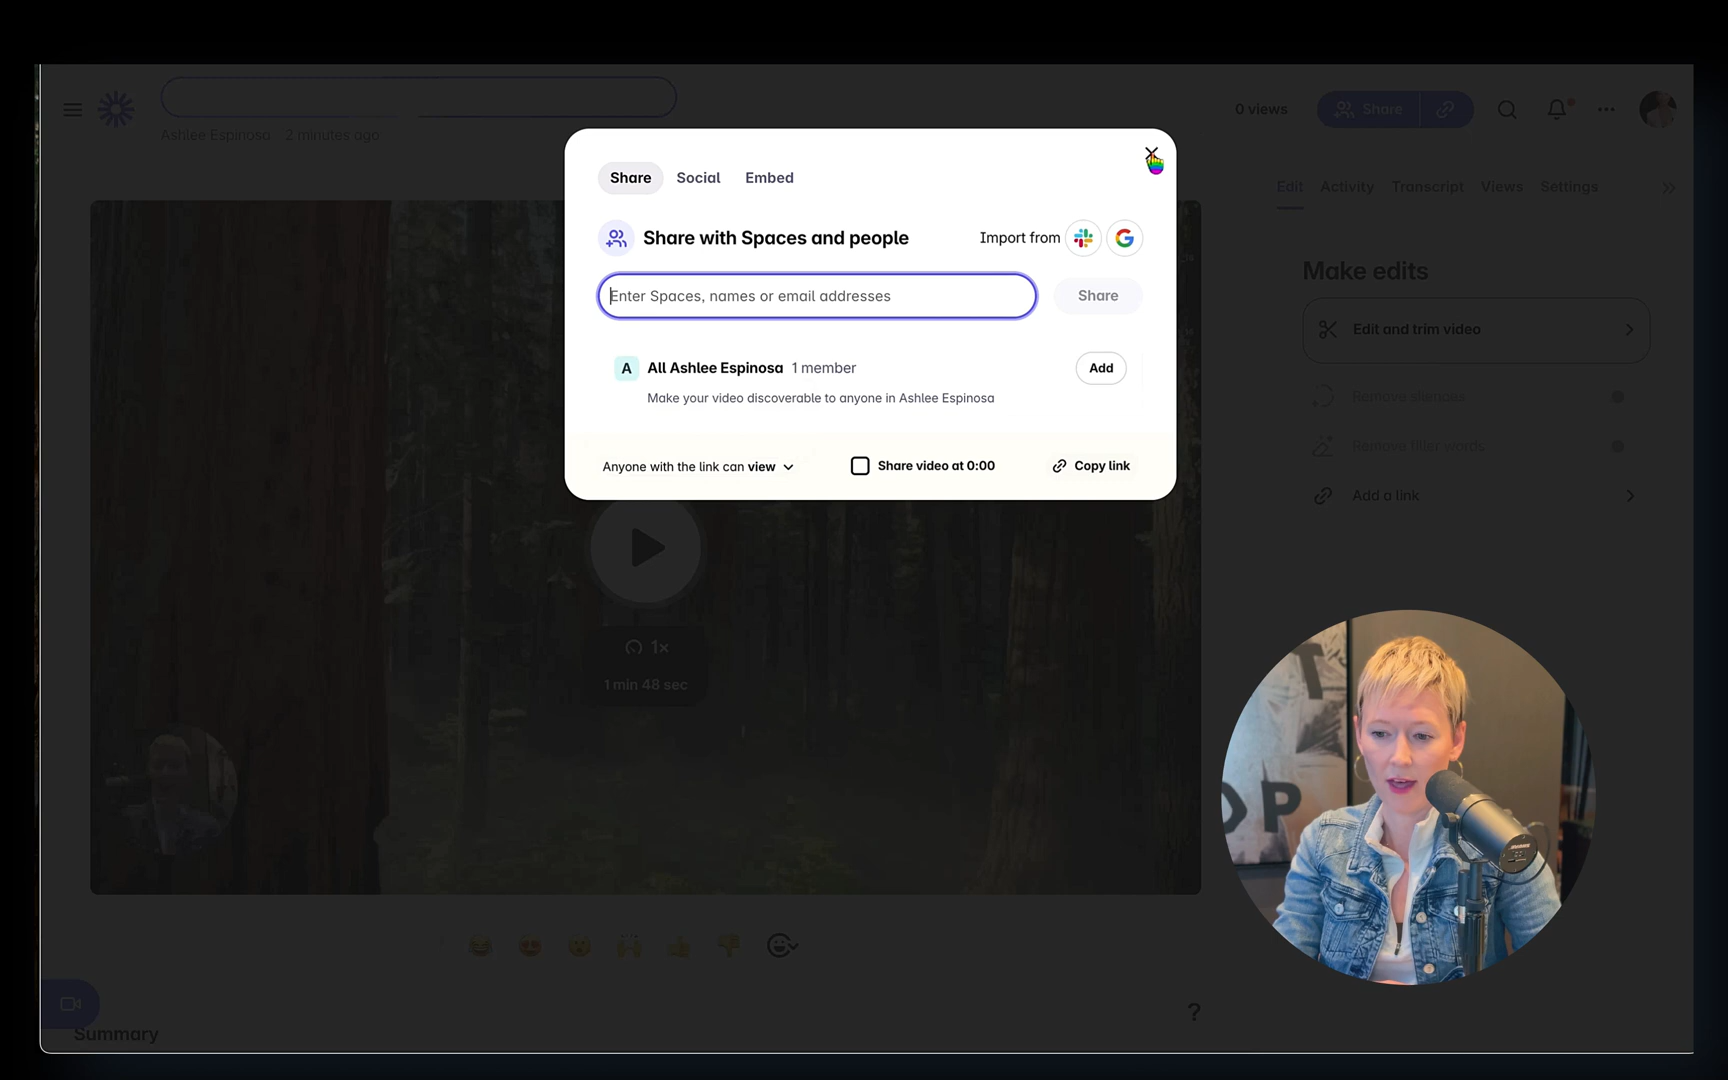 0 views
Share
Ashlee Espinosa 2 minutes ago
Share Social Embed
Edit Activity Transcript Views Settings
Share with Spaces and people
Import from
Make edits
Enter Spaces, names or email addresses
Share
Edit and trim video
A All Ashlee Espinosa 1 member
Add
Make your video discoverable to anyone in Ashlee Espinosa
Remove silences
Remove filler words
Anyone with the link can view
Share video at 0:00
Copy link
Add a link
1×
1 min 48 sec
OP
?
Summary